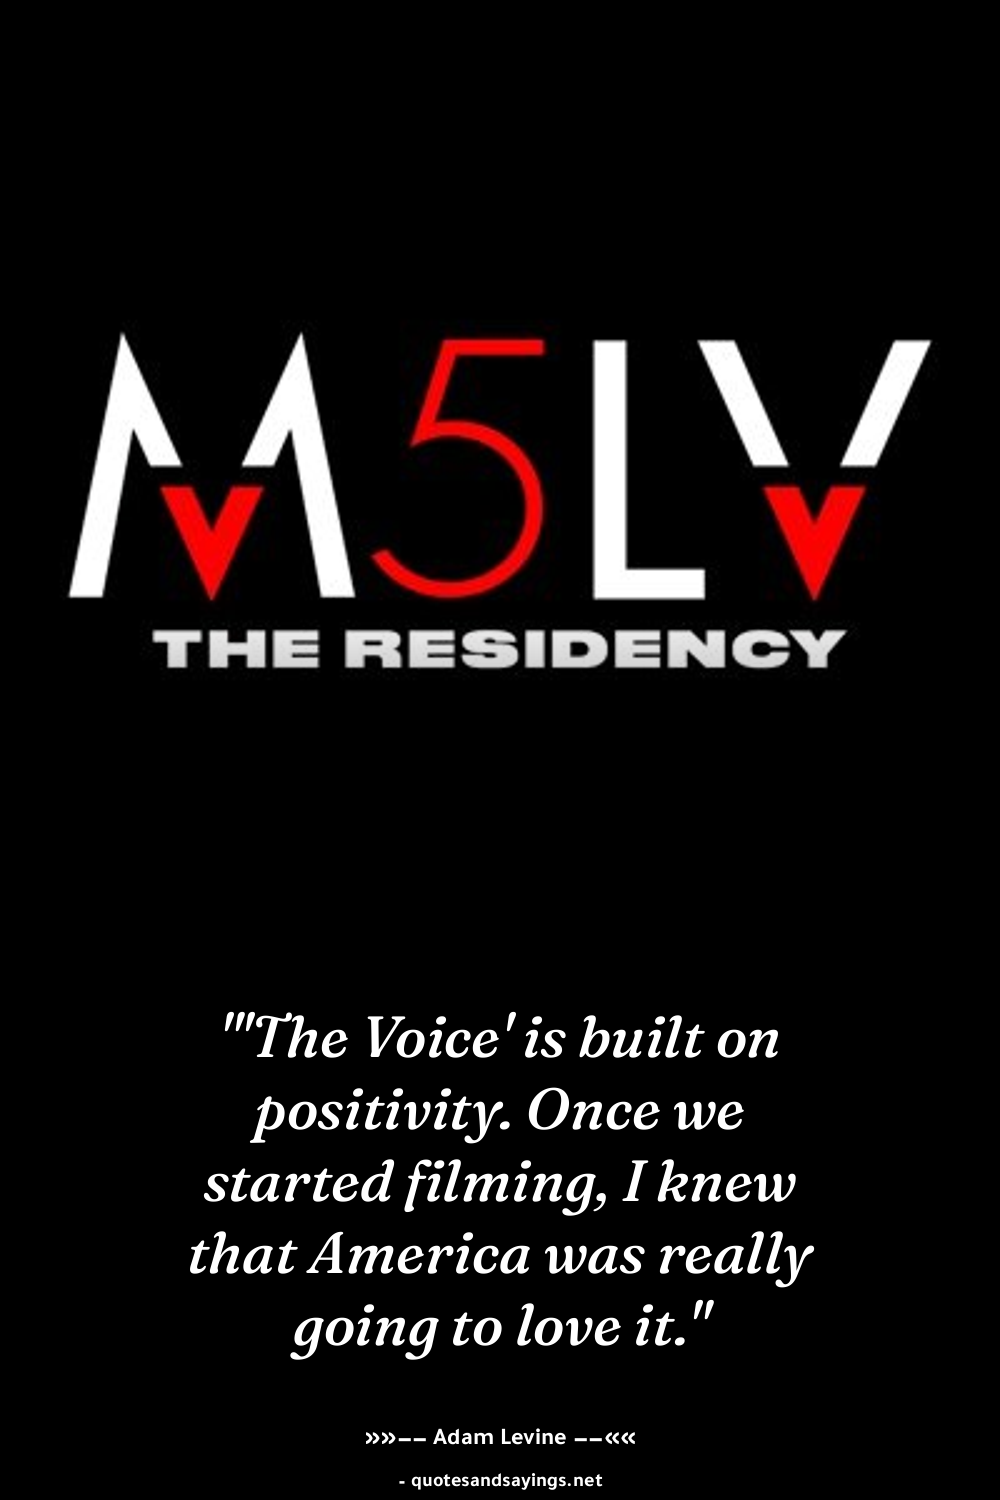 M5LV
THE RESIDENCY
"'The Voice' is built on
positivity. Once we
started filming, I knew
that America was really
going to love it."
»»–– Adam Levine ––««
- quotesandsayings.net